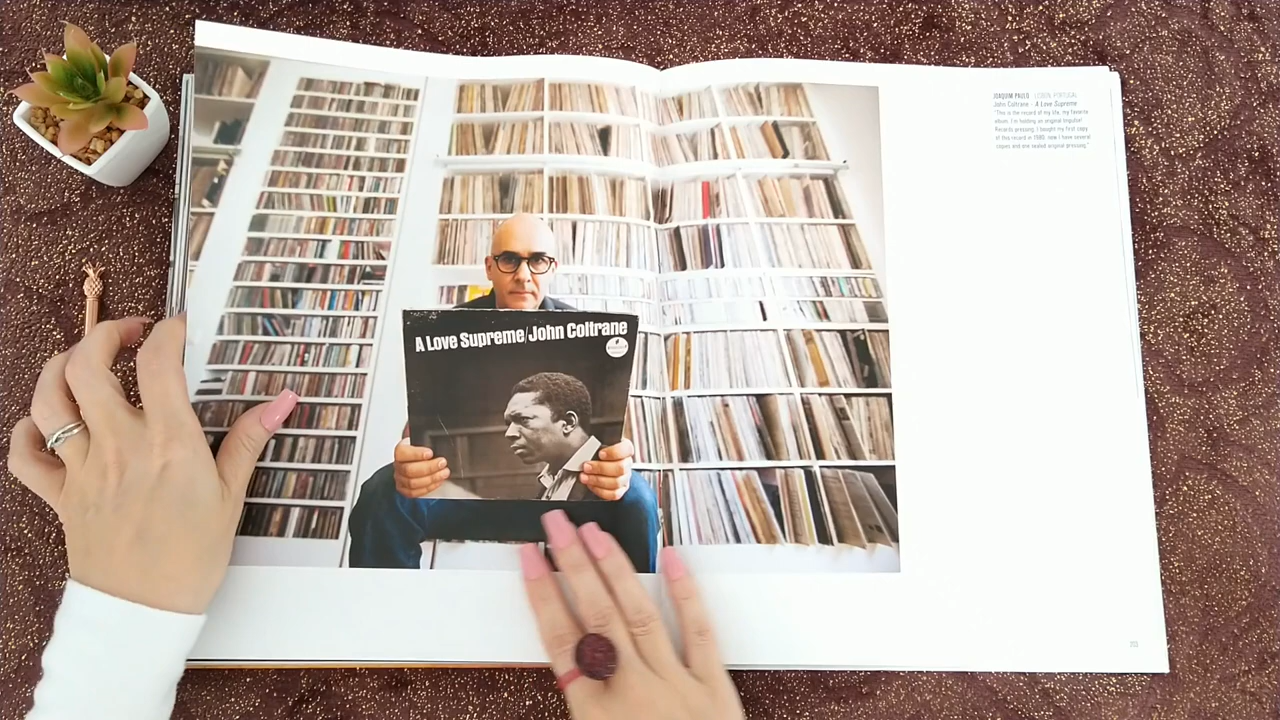 JOAQUIM PAULO LISBON, PORTUGAL
John Coltrane - A Love Supreme
"This is the record of my life, my favorite
album. I'm holding an original Impulse!
Records pressing. I bought my first copy
of this record in 1980, now I have several
copies and one sealed original pressing."
A Love Supreme/John Coltrane